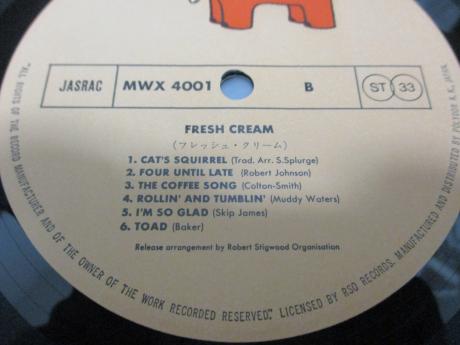 JASRAC
MWX 4001
B
ST 33
FRESH CREAM
(フレッシュ・クリーム)
1. CAT'S SQUIRREL (Trad. Arr. S.Splurge)
2. FOUR UNTIL LATE (Robert Johnson)
3. THE COFFEE SONG (Colton-Smith)
4. ROLLIN' AND TUMBLIN' (Muddy Waters)
5. I'M SO GLAD (Skip James)
6. TOAD (Baker)
Release arrangement by Robert Stigwood Organisation
"ALL RIGHTS OF THE RECORD MANUFACTURER AND OF THE OWNER OF THE WORK RECORDED RESERVED." LICENSED BY RSO RECORDS. MANUFACTURED AND DISTRIBUTED BY POLYDOR K.K. JAPAN